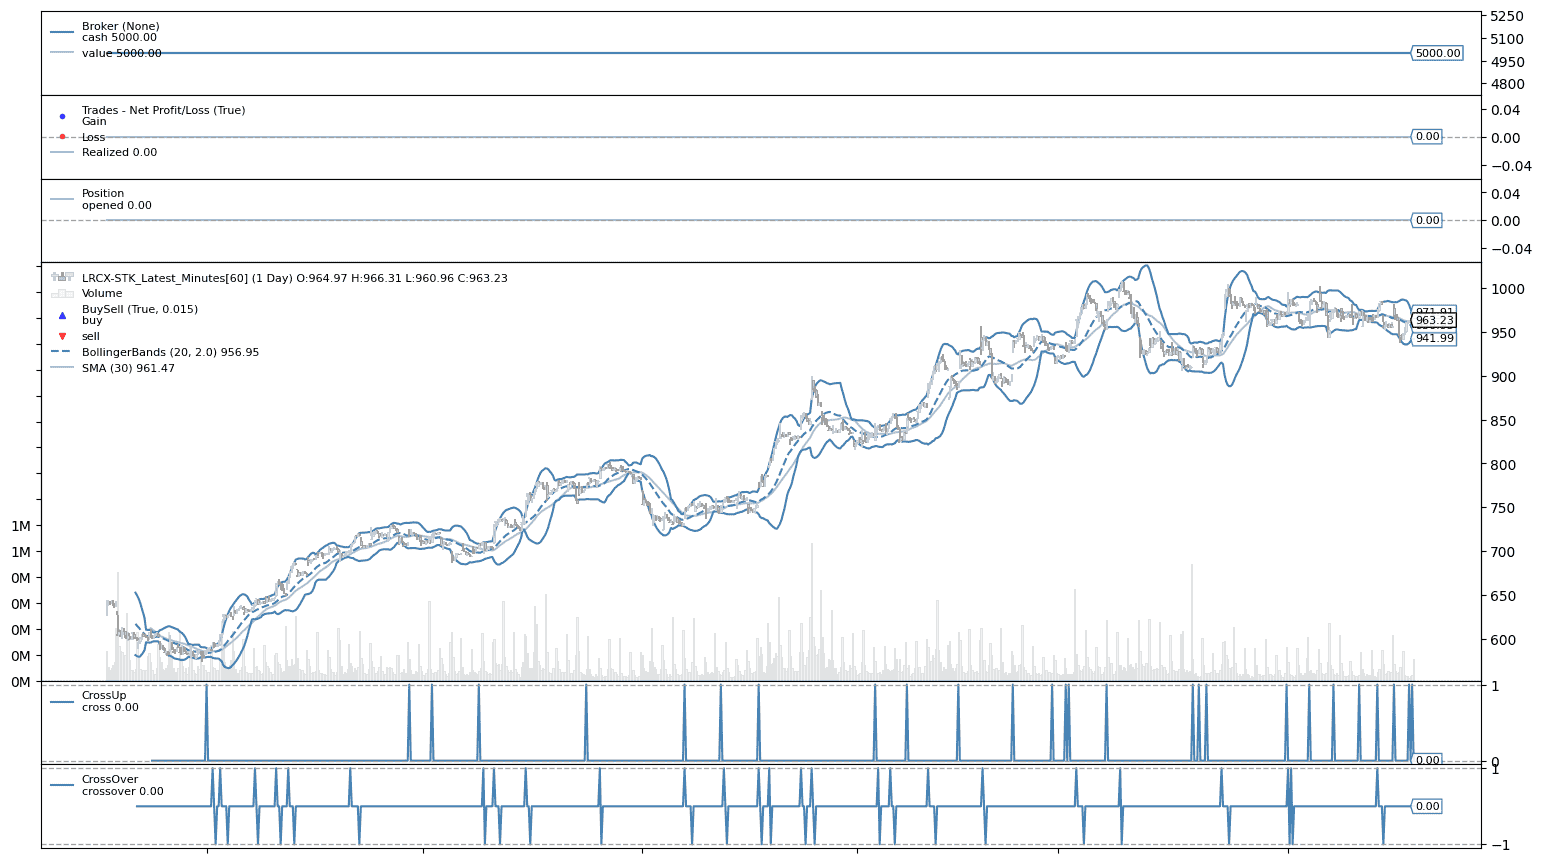 Broker (None)
cash 5000.00
value 5000.00
5250
5100
4950
4800
5000.00
Trades - Net Profit/Loss (True)
Gain
Loss
Realized 0.00
0.04
0.00
−0.04
0.00
Position
opened 0.00
0.04
0.00
−0.04
0.00
LRCX-STK_Latest_Minutes[60] (1 Day) O:964.97 H:966.31 L:960.96 C:963.23
Volume
BuySell (True, 0.015)
buy
sell
BollingerBands (20, 2.0) 956.95
SMA (30) 961.47
1000
950
900
850
800
750
700
650
600
971.91
963.23
941.99
1M
1M
0M
0M
0M
0M
0M
CrossUp
cross 0.00
1
0
0.00
CrossOver
crossover 0.00
1
−1
0.00